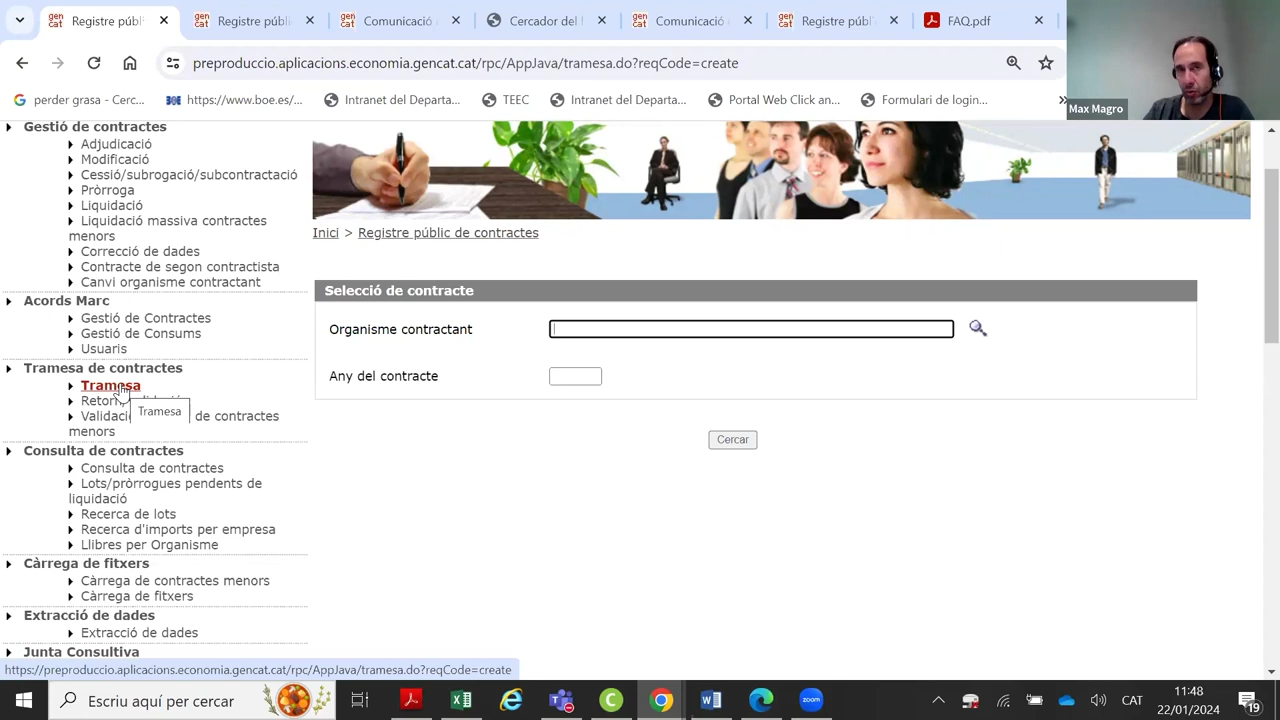 Registre públ
Registre públi
Comunicació
Cercador del
Comunicació
Registre públ
FAQ.pdf
preproduccio.aplicacions.economia.gencat.cat/rpc/AppJava/tramesa.do?reqCode=create
perder grasa - Cerc...
https://www.boe.es/...
Intranet del Departa...
TEEC
Intranet del Departa...
Portal Web Click an...
Formulari de login...
Max Magro
Gestió de contractes
Adjudicació
Modificació
Cessió/subrogació/subcontractació
Pròrroga
Liquidació
Liquidació massiva contractes
menors
Correcció de dades
Contracte de segon contractista
Canvi organisme contractant
Acords Marc
Gestió de Contractes
Gestió de Consums
Usuaris
Tramesa de contractes
Tramesa
Tramesa
Validaci
de contractes
menors
Consulta de contractes
Consulta de contractes
Lots/pròrrogues pendents de
liquidació
Recerca de lots
Recerca d'imports per empresa
Llibres per Organisme
Càrrega de fitxers
Càrrega de contractes menors
Càrrega de fitxers
Extracció de dades
Extracció de dades
Junta Consultiva
Inici > Registre públic de contractes
Selecció de contracte
Organisme contractant
Any del contracte
Cercar
https://preproduccio.aplicacions.economia.gencat.cat/rpc/AppJava/tramesa.do?reqCode=create
Escriu aquí per cercar
CAT
11:48
22/01/2024
19